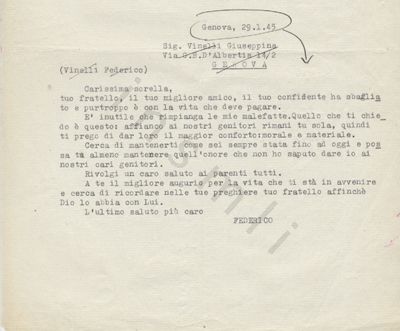 Genova, 29.1.45
Sig. Vinelli Giuseppina
Via G.B.D'Albertis 14/2
GENOVA
(Vinelli Federico)
Carissima sorella,
tuo fratello, il tuo migliore amico, il tuo confidente ha sbaglia
to e purtroppo è con la vita che deve pagare.
E' inutile che rimpianga le mie malefatte.Quello che ti chie_
do è questo: affianco ai nostri genitori rimani tu sola, quindi
ti prego di dar loro il maggior conforto:morale e materiale.
Cerca di mantenerti come sei sempre stata fino ad oggi e pos
sa tu almeno mantenere quell'onore che non ho saputo dare io ai
nostri cari genitori.
Rivolgi un caro saluto ai parenti tutti.
A te il migliore augurio per la vita che ti stà in avvenire
e cerca di ricordare nelle tue preghiere tuo fratello affinchè
Dio lo abbia con Lui.
L'ultimo saluto più caro
FEDERICO